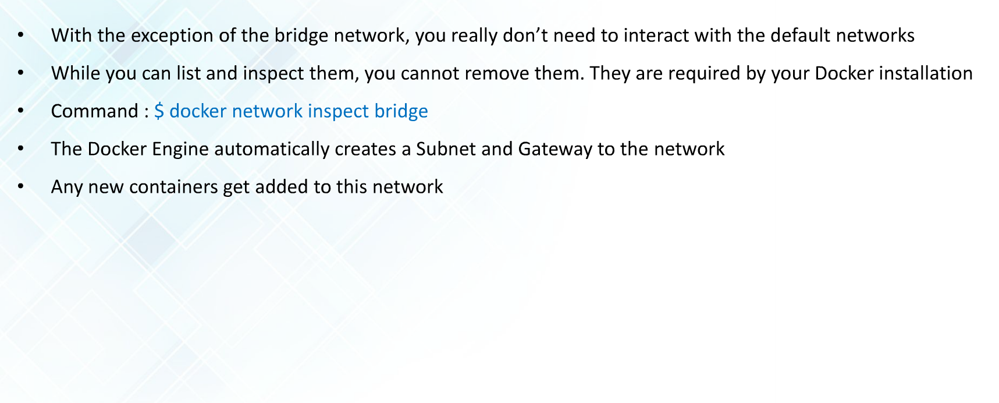 • With the exception of the bridge network, you really don’t need to interact with the default networks
• While you can list and inspect them, you cannot remove them. They are required by your Docker installation
• Command : $ docker network inspect bridge
• The Docker Engine automatically creates a Subnet and Gateway to the network
• Any new containers get added to this network